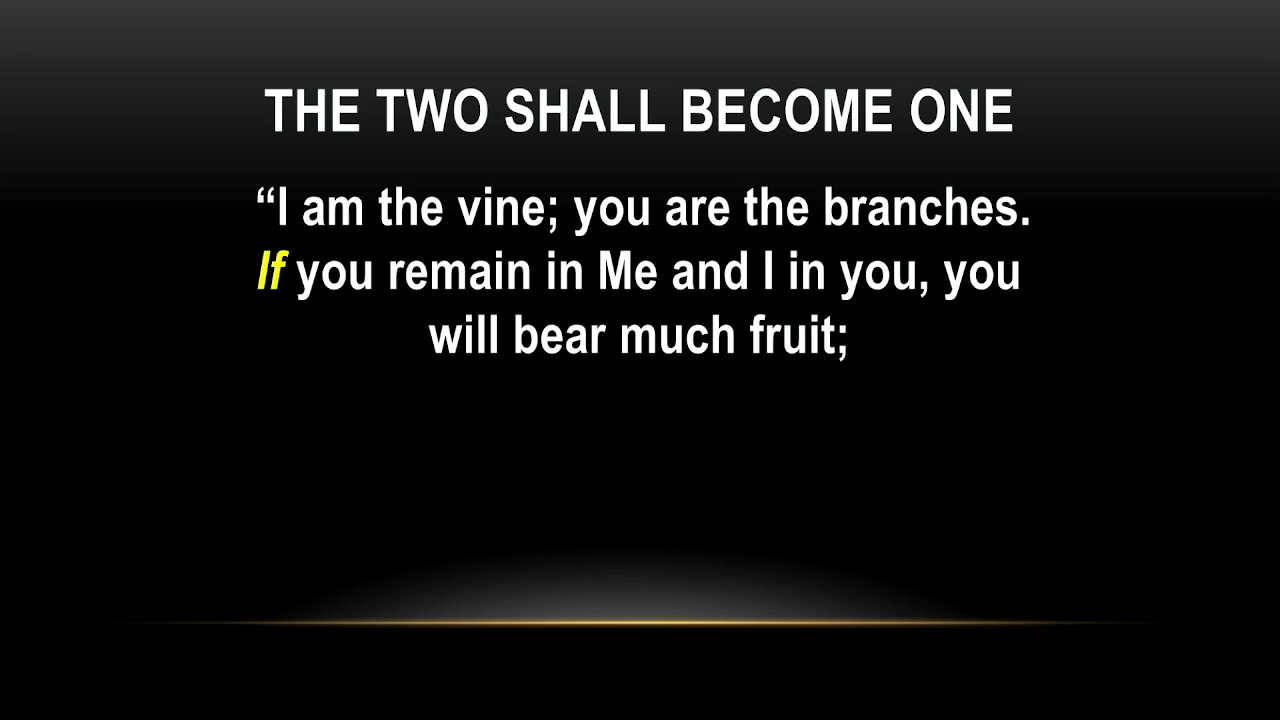 THE TWO SHALL BECOME ONE
“I am the vine; you are the branches.
If you remain in Me and I in you, you
will bear much fruit;